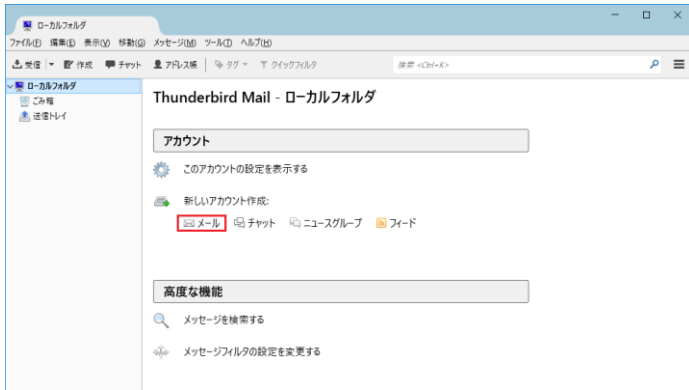 ローカルフォルダ
ファイル(F) 編集(E) 表示(V) 移動(G) メッセージ(M) ツール(T) ヘルプ(H)
受信 作成 チャット アドレス帳 タグ クイックフィルタ 検索 <Ctrl+K>
ローカルフォルダ
ごみ箱
送信トレイ
Thunderbird Mail - ローカルフォルダ
アカウント
このアカウントの設定を表示する
新しいアカウント作成:
メール チャット ニュースグループ フィード
高度な機能
メッセージを検索する
メッセージフィルタの設定を変更する